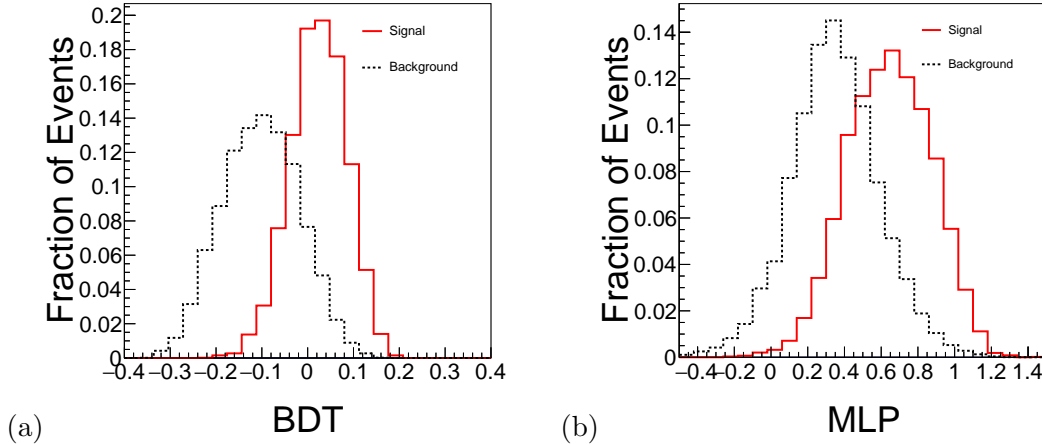 Fraction of Events
0.2
0.18
0.16
0.14
0.12
0.1
0.08
0.06
0.04
0.02
0
Signal
Background
−0.4 −0.3 −0.2 −0.1 0 0.1 0.2 0.3 0.4
(a) BDT
Fraction of Events
0.14
0.12
0.1
0.08
0.06
0.04
0.02
0
Signal
Background
−0.4 −0.2 0 0.2 0.4 0.6 0.8 1 1.2 1.4
(b) MLP